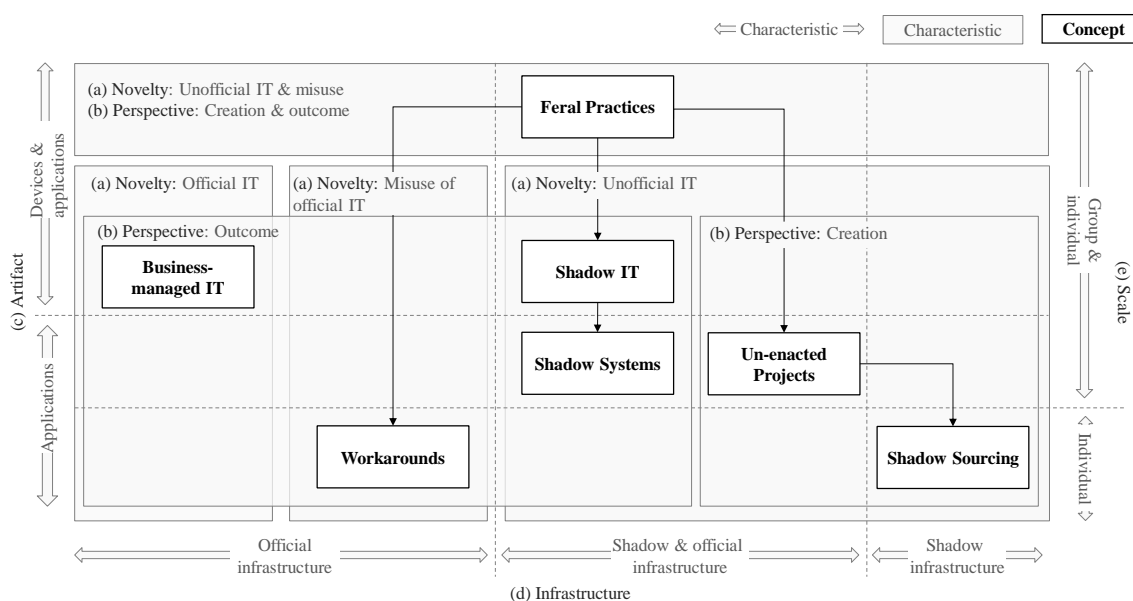 Characteristic
Characteristic
Concept
(a) Novelty: Unofficial IT & misuse
(b) Perspective: Creation & outcome
Feral Practices
Devices &
applications
(a) Novelty: Official IT
(a) Novelty: Misuse of
official IT
(a) Novelty: Unofficial IT
Group &
individual
(b) Perspective: Outcome
(b) Perspective: Creation
Business-
managed IT
Shadow IT
(c) Artifact
(e) Scale
Shadow Systems
Un-enacted
Projects
Applications
Workarounds
Shadow Sourcing
Individual
Official
infrastructure
Shadow & official
infrastructure
Shadow
infrastructure
(d) Infrastructure